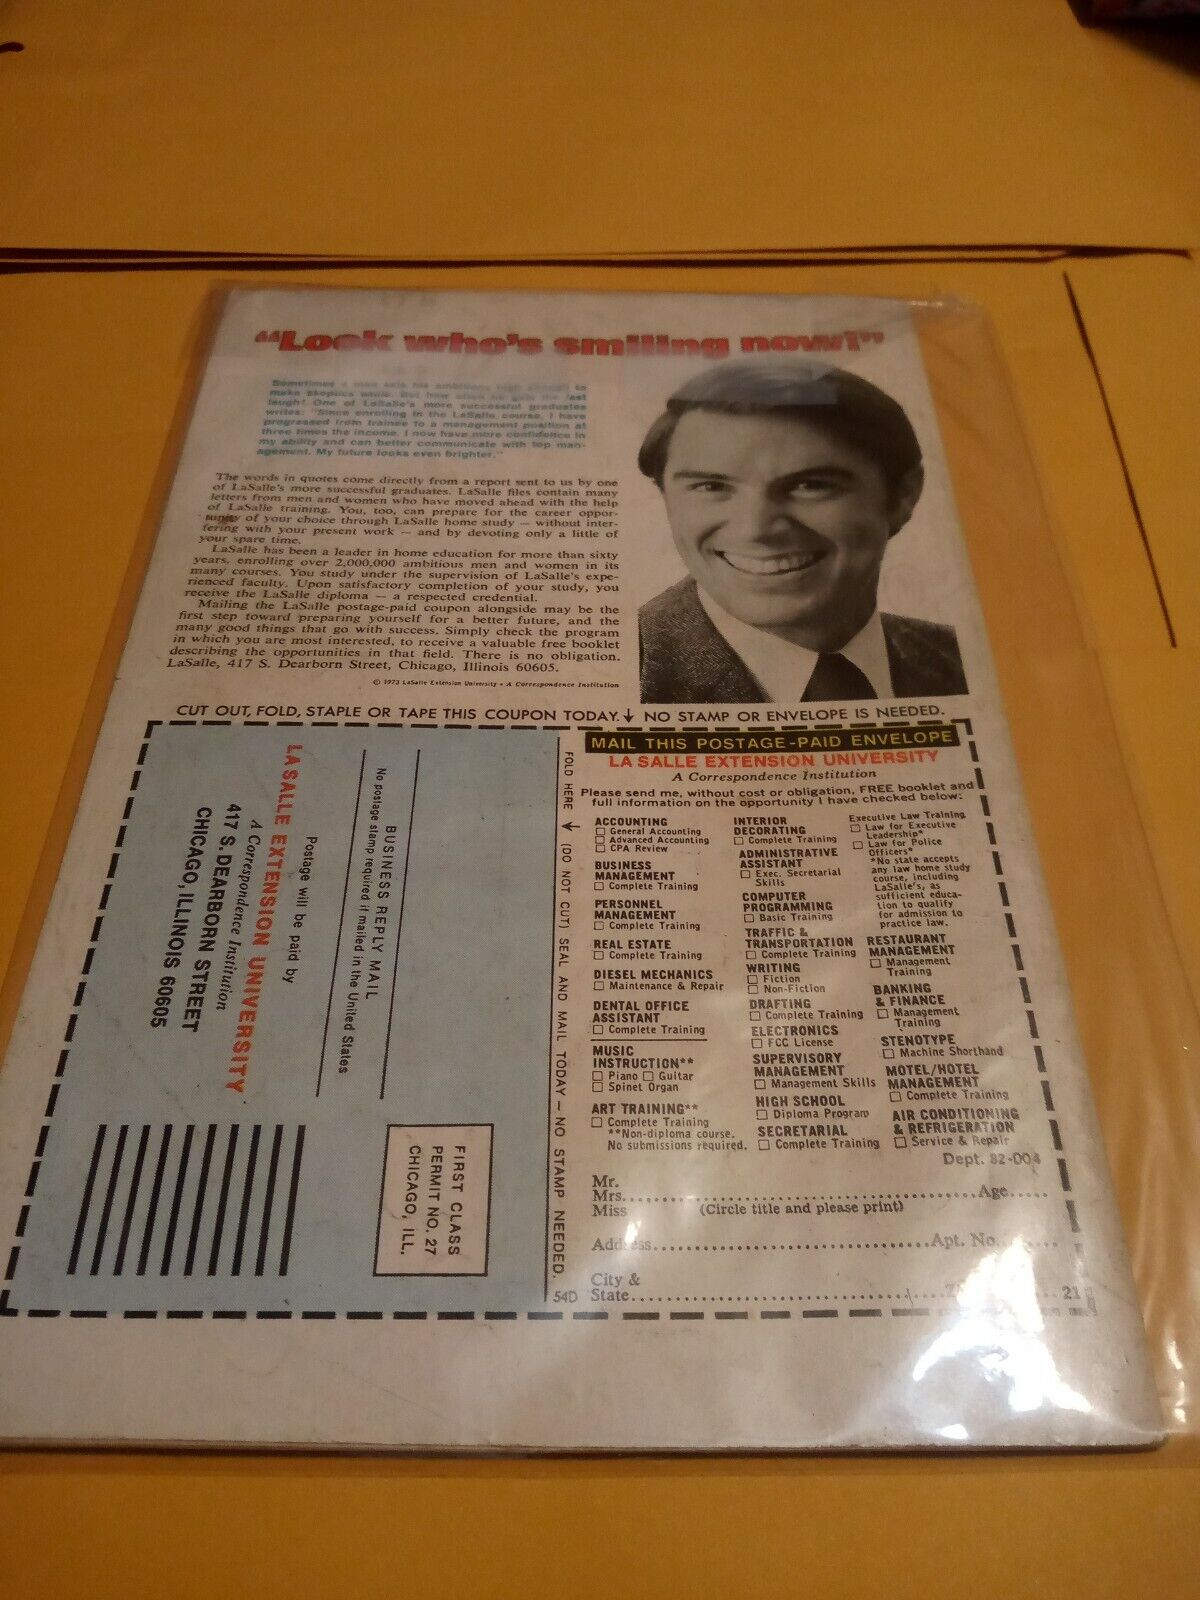 "Look who's smiling now!"
Sometimes a man sets his ambitions high enough to
make skeptics smile. But how often he gets the last
laugh! One of LaSalle's more successful graduates
writes: "Since enrolling in the LaSalle course, I have
progressed from trainee to a management position at
three times the income. I now have more confidence in
my ability and can better communicate with top man-
agement. My future looks even brighter."
The words in quotes come directly from a report sent to us by one
of LaSalle's more successful graduates. LaSalle files contain many
letters from men and women who have moved ahead with the help
of LaSalle training. You, too, can prepare for the career oppor-
tunity of your choice through LaSalle home study — without inter-
fering with your present work — and by devoting only a little of
your spare time.
LaSalle has been a leader in home education for more than sixty
years, enrolling over 2,000,000 ambitious men and women in its
many courses. You study under the supervision of LaSalle's expe-
rienced faculty. Upon satisfactory completion of your study, you
receive the LaSalle diploma — a respected credential.
Mailing the LaSalle postage-paid coupon alongside may be the
first step toward preparing yourself for a better future, and the
many good things that go with success. Simply check the program
in which you are most interested, to receive a valuable free booklet
describing the opportunities in that field. There is no obligation.
LaSalle, 417 S. Dearborn Street, Chicago, Illinois 60605.
© 1973 LaSalle Extension University • A Correspondence Institution
CUT OUT, FOLD, STAPLE OR TAPE THIS COUPON TODAY. NO STAMP OR ENVELOPE IS NEEDED.
FIRST CLASS
PERMIT NO. 27
CHICAGO, ILL.
BUSINESS REPLY MAIL
No postage stamp required if mailed in the United States
Postage will be paid by
LA SALLE EXTENSION UNIVERSITY
A Correspondence Institution
417 S. DEARBORN STREET
CHICAGO, ILLINOIS 60605
FOLD HERE (DO NOT CUT) SEAL AND MAIL TODAY — NO STAMP NEEDED.
54D
MAIL THIS POSTAGE-PAID ENVELOPE
LA SALLE EXTENSION UNIVERSITY
A Correspondence Institution
Please send me, without cost or obligation, FREE booklet and
full information on the opportunity I have checked below:
ACCOUNTING
General Accounting
Advanced Accounting
CPA Review
BUSINESS
MANAGEMENT
Complete Training
PERSONNEL
MANAGEMENT
Complete Training
REAL ESTATE
Complete Training
DIESEL MECHANICS
Maintenance & Repair
DENTAL OFFICE
ASSISTANT
Complete Training
MUSIC
INSTRUCTION**
Piano Guitar
Spinet Organ
ART TRAINING**
Complete Training
**Non-diploma course.
No submissions required.
INTERIOR
DECORATING
Complete Training
ADMINISTRATIVE
ASSISTANT
Exec. Secretarial
Skills
COMPUTER
PROGRAMMING
Basic Training
TRAFFIC &
TRANSPORTATION
Complete Training
WRITING
Fiction
Non-Fiction
DRAFTING
Complete Training
ELECTRONICS
FCC License
SUPERVISORY
MANAGEMENT
Management Skills
HIGH SCHOOL
Diploma Program
SECRETARIAL
Complete Training
Executive Law Training
Law for Executive
Leadership*
Law for Police
Officers*
*No state accepts
any law home study
course, including
LaSalle's, as
sufficient educa-
tion to qualify
for admission to
practice law.
RESTAURANT
MANAGEMENT
Management
Training
BANKING
& FINANCE
Management
Training
STENOTYPE
Machine Shorthand
MOTEL/HOTEL
MANAGEMENT
Complete Training
AIR CONDITIONING
& REFRIGERATION
Service & Repair
Dept. 82-004
Mr.
Mrs. Age
Miss (Circle title and please print)
Address Apt. No.
City &
State 21